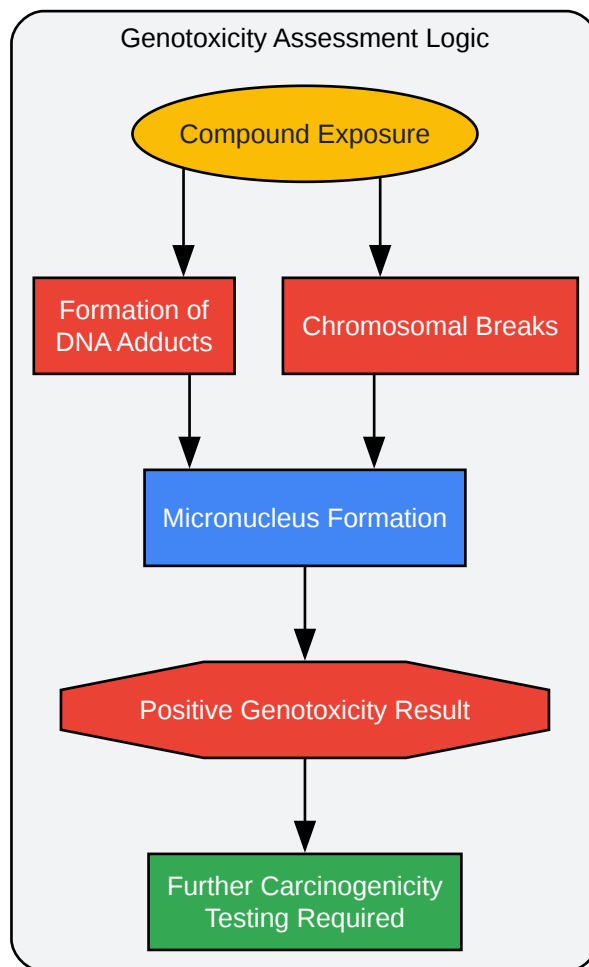 Genotoxicity Assessment Logic
Compound Exposure
Formation of
DNA Adducts
Chromosomal Breaks
Micronucleus Formation
Positive Genotoxicity Result
Further Carcinogenicity
Testing Required